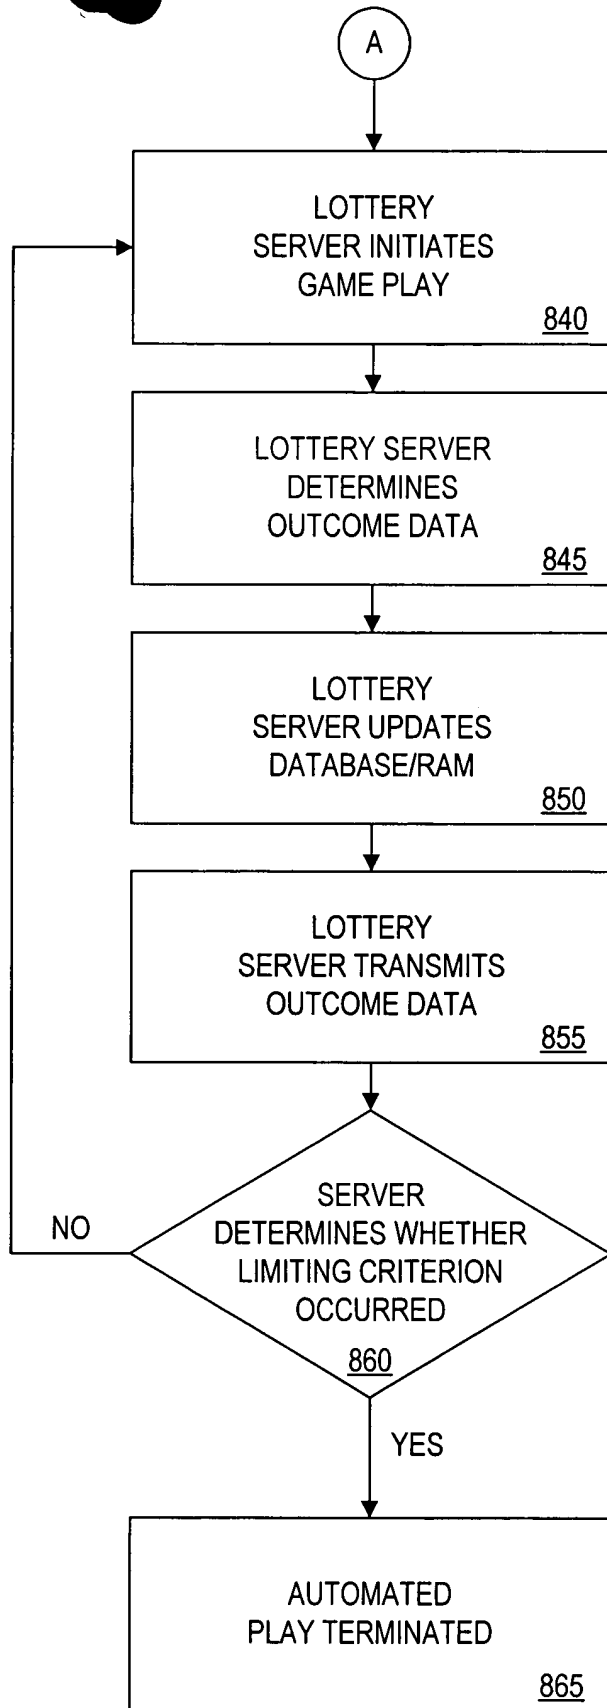 A
LOTTERY
SERVER INITIATES
GAME PLAY
840
LOTTERY SERVER
DETERMINES
OUTCOME DATA
845
LOTTERY
SERVER UPDATES
DATABASE/RAM
850
LOTTERY
SERVER TRANSMITS
OUTCOME DATA
855
SERVER
DETERMINES WHETHER
LIMITING CRITERION
OCCURRED
860
NO
YES
AUTOMATED
PLAY TERMINATED
865